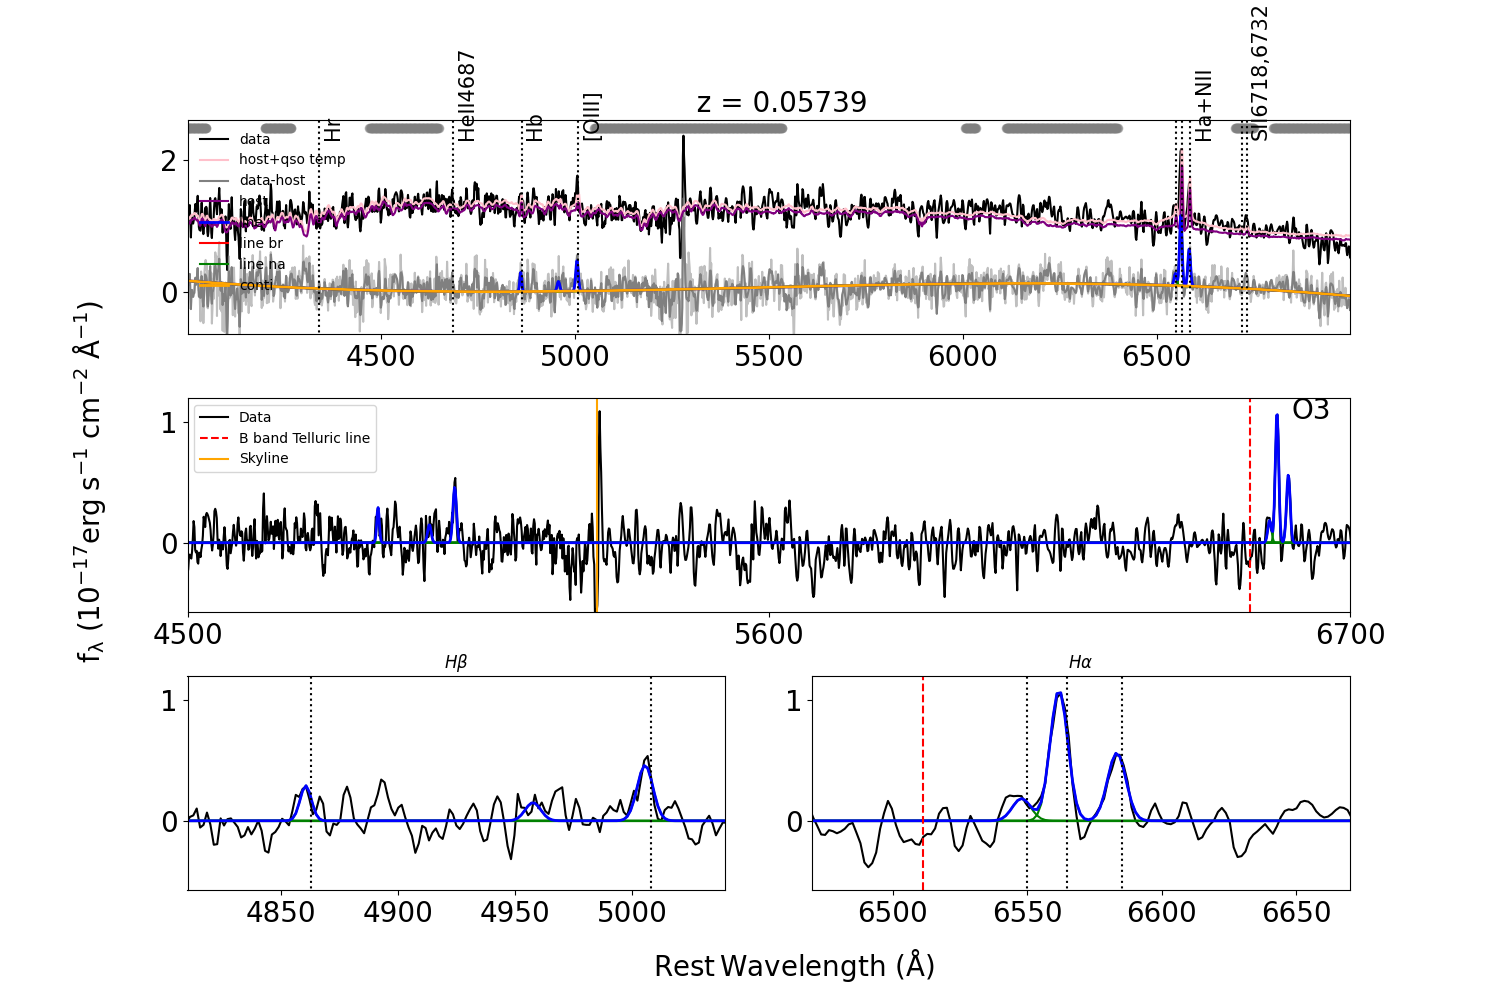 z = 0.05739
Hr
HeII4687
Hb
[OIII]
Ha+NII
SII6718,6732
data
host+qso temp
data-host
host
line br
line na
conti
2
0
4500 5000 5500 6000 6500
fλ (10⁻¹⁷erg s⁻¹ cm⁻² Å⁻¹)
Data
B band Telluric line
Skyline
O3
1
0
4500 5600 6700
Hβ
1
0
4850 4900 4950 5000
Hα
1
0
6500 6550 6600 6650
Rest Wavelength (Å)